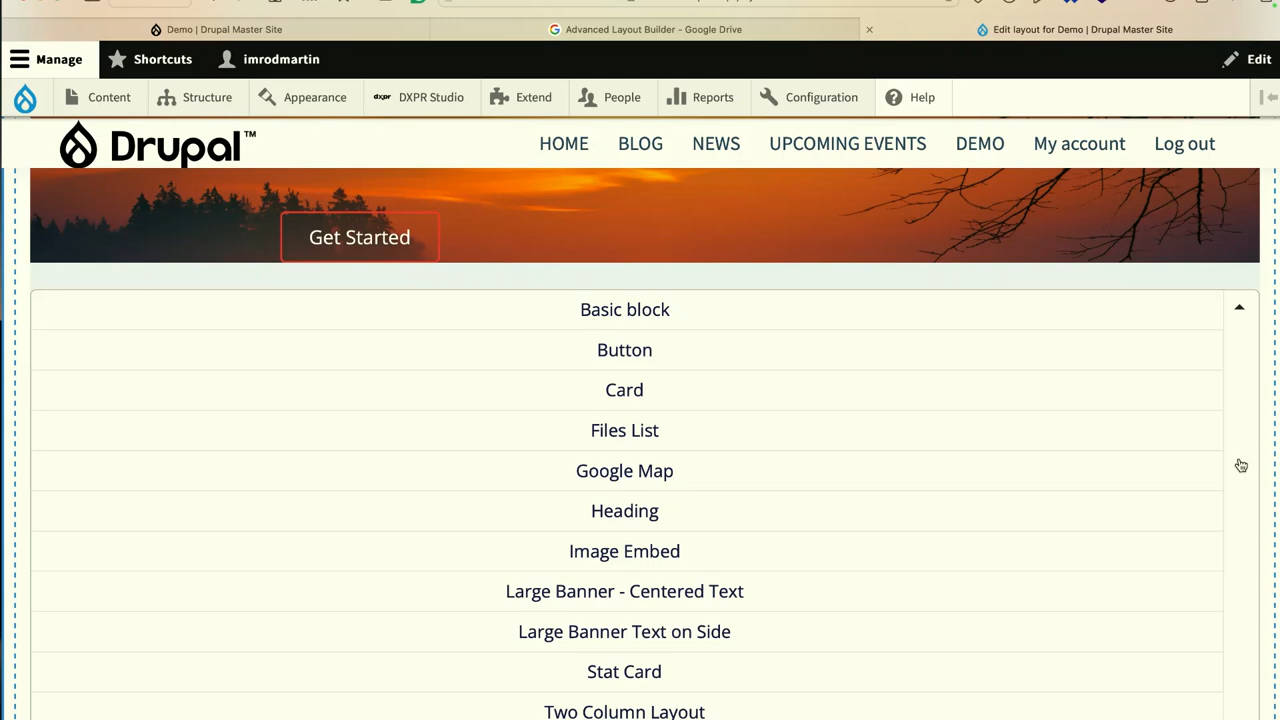 Demo | Drupal Master Site
Advanced Layout Builder - Google Drive
Edit layout for Demo | Drupal Master Site
Manage
Shortcuts
imrodmartin
Edit
Content
Structure
Appearance
dxpr DXPR Studio
Extend
People
Reports
Configuration
Help
Drupal™
HOME
BLOG
NEWS
UPCOMING EVENTS
DEMO
My account
Log out
Get Started
Basic block
Button
Card
Files List
Google Map
Heading
Image Embed
Large Banner - Centered Text
Large Banner Text on Side
Stat Card
Two Column Layout